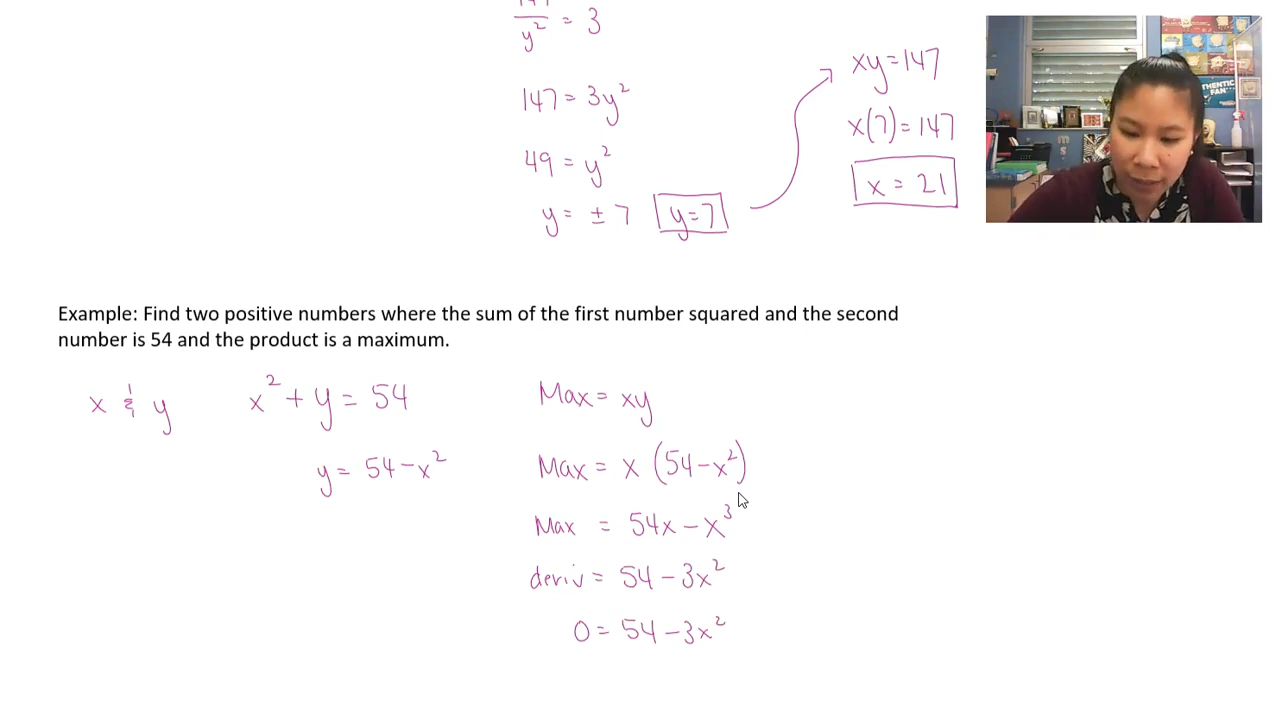 y² = 3
147 = 3y²
49 = y²
y = ± 7 y=7
xy=147
x(7)=147
x = 21
THENTIC
FAN
Example: Find two positive numbers where the sum of the first number squared and the second
number is 54 and the product is a maximum.
x & y
x² + y = 54
y = 54-x²
Max = xy
Max = x (54-x²)
Max = 54x - x³
deriv = 54 - 3x²
0 = 54 - 3x²